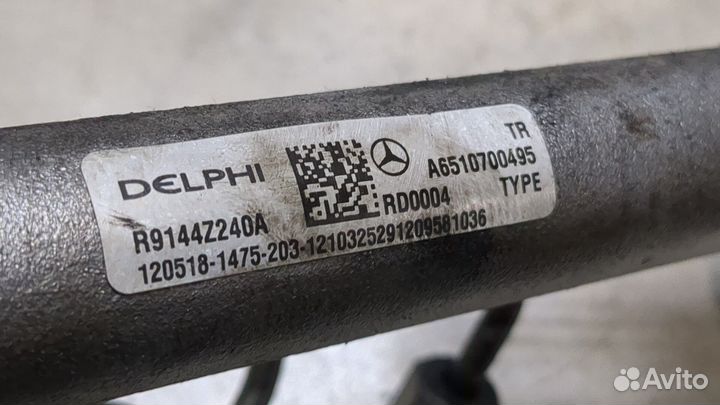 DELPHI
TR
A6510700495
RD0004 TYPE
R9144Z240A
120518-1475-203-1210325291209581036
Avito